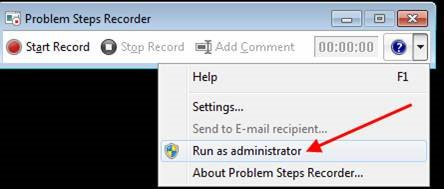 Problem Steps Recorder
Start Record Stop Record Add Comment 00:00:00 ?
Help F1
Settings...
Send to E-mail recipient...
Run as administrator
About Problem Steps Recorder...